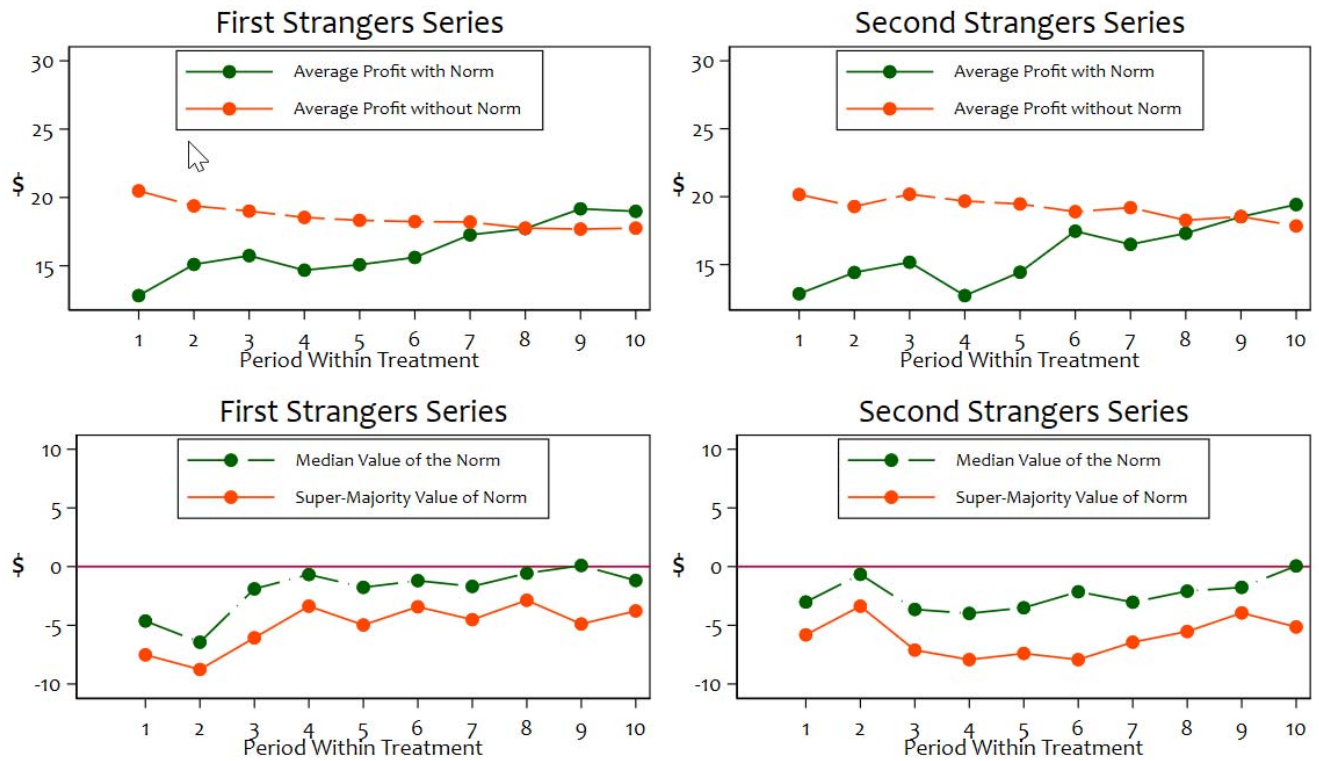 First Strangers Series
Average Profit with Norm
Average Profit without Norm
30
25
20
15
$
1 2 3 4 5 6 7 8 9 10
Period Within Treatment
Second Strangers Series
Average Profit with Norm
Average Profit without Norm
30
25
20
15
$
1 2 3 4 5 6 7 8 9 10
Period Within Treatment
First Strangers Series
Median Value of the Norm
Super-Majority Value of Norm
10
5
0
-5
-10
$
1 2 3 4 5 6 7 8 9 10
Period Within Treatment
Second Strangers Series
Median Value of the Norm
Super-Majority Value of Norm
10
5
0
-5
-10
$
1 2 3 4 5 6 7 8 9 10
Period Within Treatment